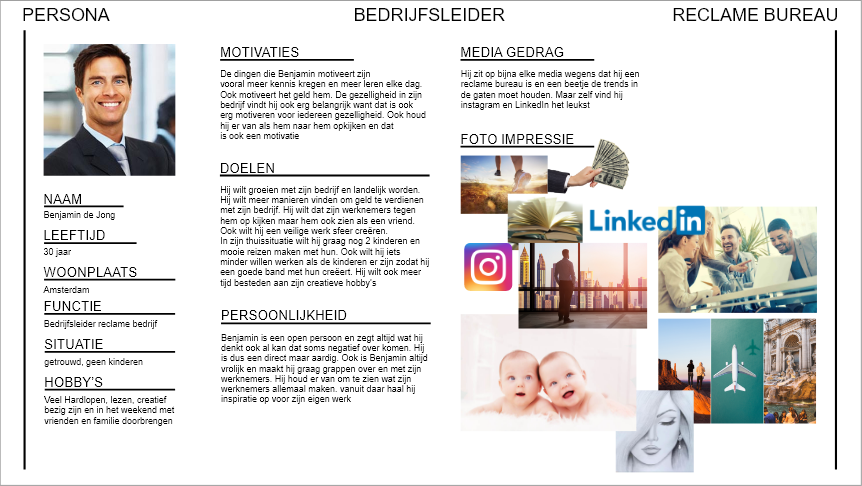 PERSONA
BEDRIJFSLEIDER
RECLAME BUREAU
NAAM
Benjamin de Jong
LEEFTIJD
30 jaar
WOONPLAATS
Amsterdam
FUNCTIE
Bedrijfsleider reclame bedrijf
SITUATIE
getrouwd, geen kinderen
HOBBY'S
Veel Hardlopen, lezen, creatief
bezig zijn en in het weekend met
vrienden en familie doorbrengen
MOTIVATIES
De dingen die Benjamin motiveert zijn
vooral meer kennis kregen en meer leren elke dag.
Ook motiveert het geld hem. De gezelligheid in zijn
bedrijf vindt hij ook erg belangrijk want dat is ook
erg motiveren voor iedereen gezelligheid. Ook houd
hij er van als hem naar hem opkijken en dat
is ook een motivatie
DOELEN
Hij wilt groeien met zijn bedrijf en landelijk worden.
Hij wilt meer manieren vinden om geld te verdienen
met zijn bedrijf. Hij wilt dat zijn werknemers tegen
hem op kijken maar hem ook zien als een vriend.
Ook wilt hij een veilige werk sfeer creëren.
In zijn thuissituatie wilt hij graag nog 2 kinderen en
mooie reizen maken met hun. Ook wilt hij iets
minder willen werken als de kinderen er zijn zodat hij
een goede band met hun creëert. Hij wilt ook meer
tijd besteden aan zijn creatieve hobby's
PERSOONLIJKHEID
Benjamin is een open persoon en zegt altijd wat hij
denkt ook al kan dat soms negatief over komen. Hij
is dus een direct maar aardig. Ook is Benjamin altijd
vrolijk en maakt hij graag grappen over en met zijn
werknemers. Hij houd er van om te zien wat zijn
werknemers allemaal maken. vanuit daar haal hij
inspiratie op voor zijn eigen werk
MEDIA GEDRAG
Hij zit op bijna elke media wegens dat hij een
reclame bureau is en een beetje de trends in
de gaten moet houden. Maar zelf vind hij
instagram en LinkedIn het leukst
FOTO IMPRESSIE
Linkedin